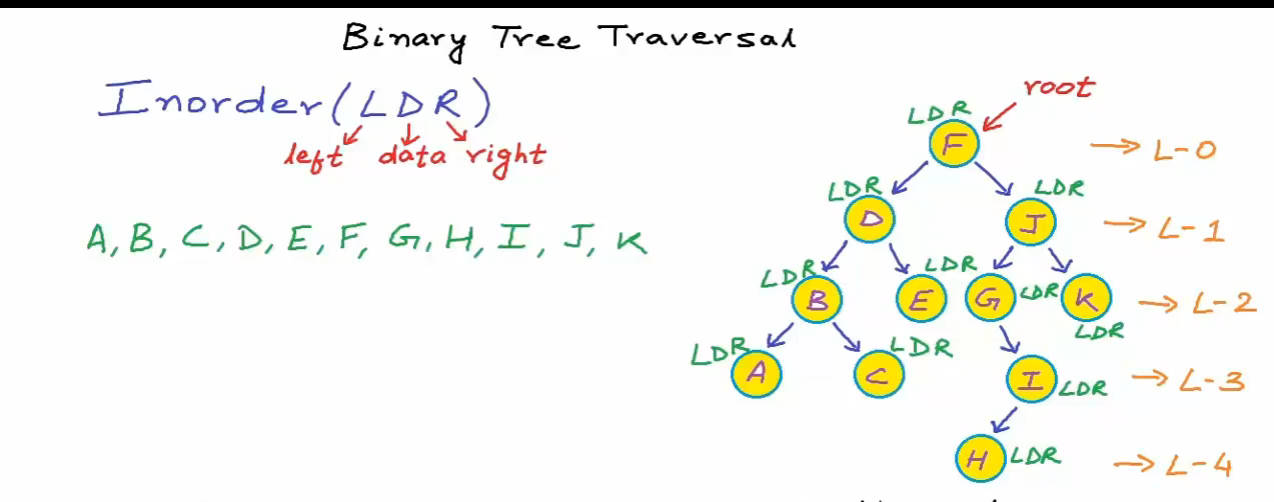 Binary Tree Traversal
Inorder (LDR)
left data right
A, B, C, D, E, F, G, H, I, J, K
root
LDR
F → L-0
LDR LDR
D J → L-1
LDR LDR
B E G LDR K → L-2
LDR
LDR LDR
A C I LDR → L-3
H LDR → L-4